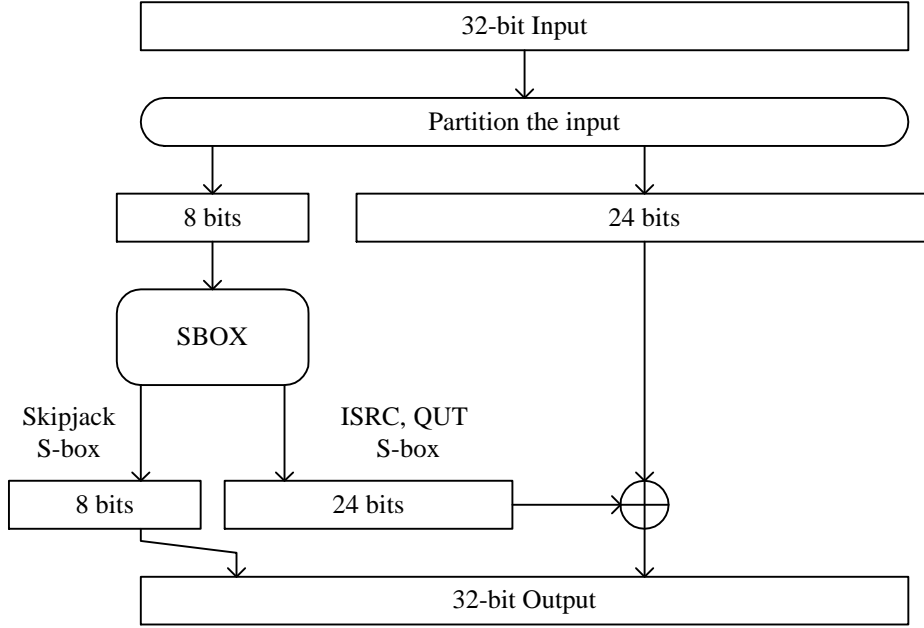 32-bit Input
Partition the input
8 bits
24 bits
SBOX
Skipjack
S-box
ISRC, QUT
S-box
8 bits
24 bits
32-bit Output